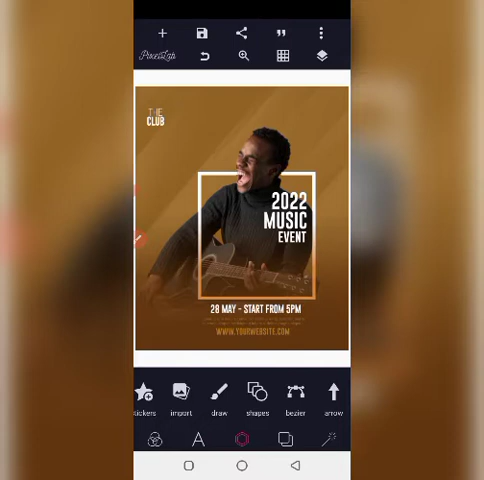 PixelLab
THE
CLUB
2022
MUSIC
EVENT
28 MAY - START FROM 5PM
WWW.YOURWEBSITE.COM
tickers
import
draw
shapes
bezier
arrow